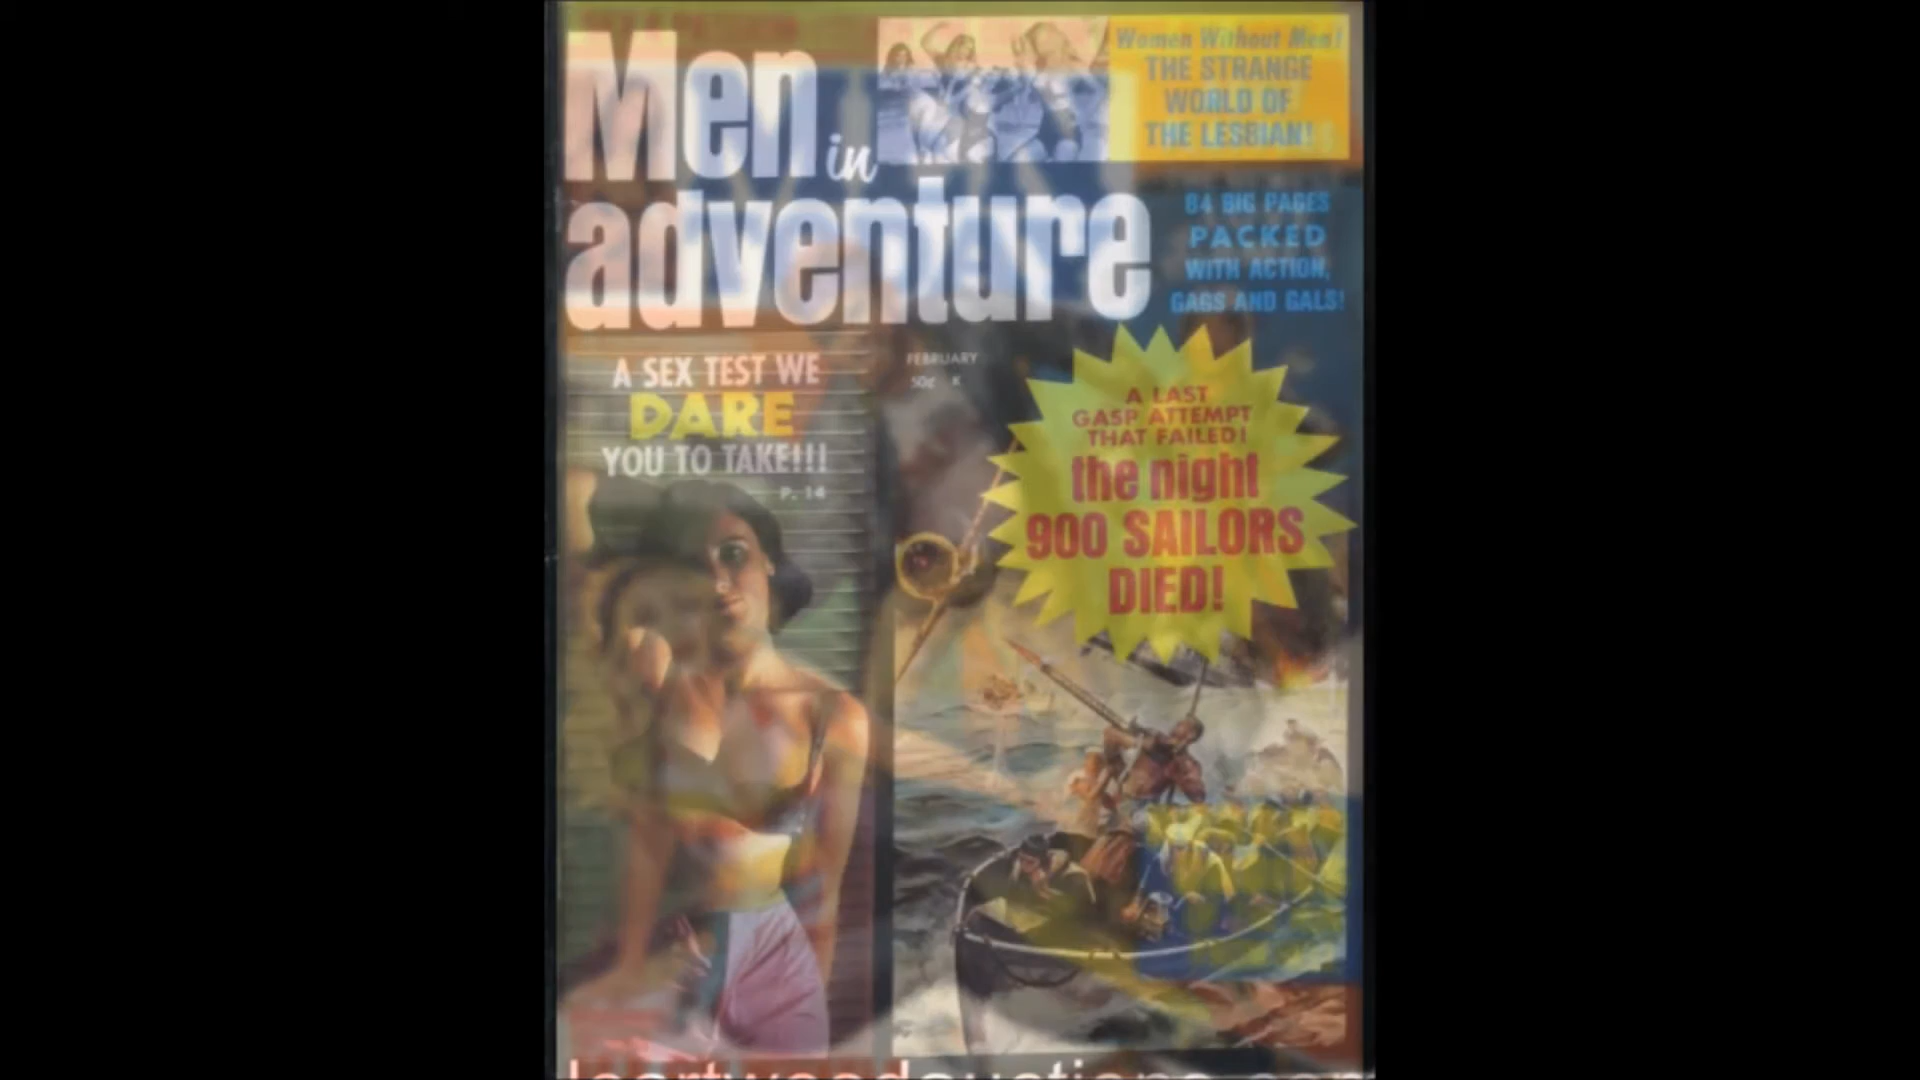 Men
in
adventure
Women Without Men!
THE STRANGE
WORLD OF
THE LESBIAN!
84 BIG PAGES
PACKED
WITH ACTION,
GAGS AND GALS!
A SEX TEST WE
DARE
YOU TO TAKE!!!
P. 14
FEBRUARY
50¢ K
A LAST
GASP ATTEMPT
THAT FAILED!
the night
900 SAILORS
DIED!